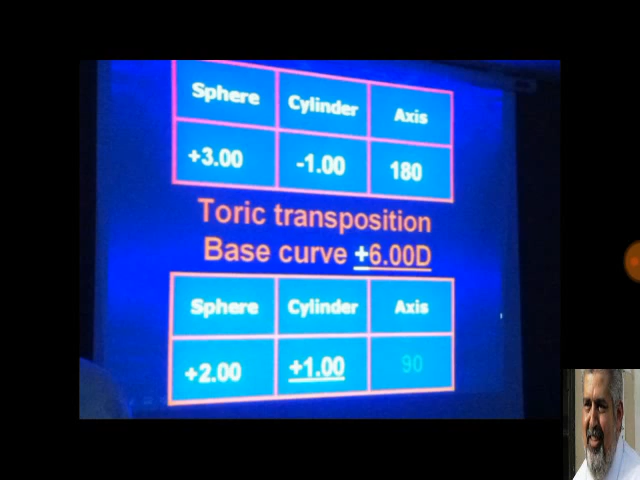 Sphere Cylinder Axis
+3.00 -1.00 180
Toric transposition
Base curve +6.00D
Sphere Cylinder Axis
+2.00 +1.00 90